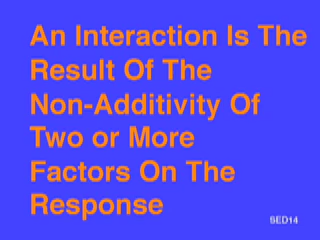 An Interaction Is The
Result Of The
Non-Additivity Of
Two or More
Factors On The
Response
SED14